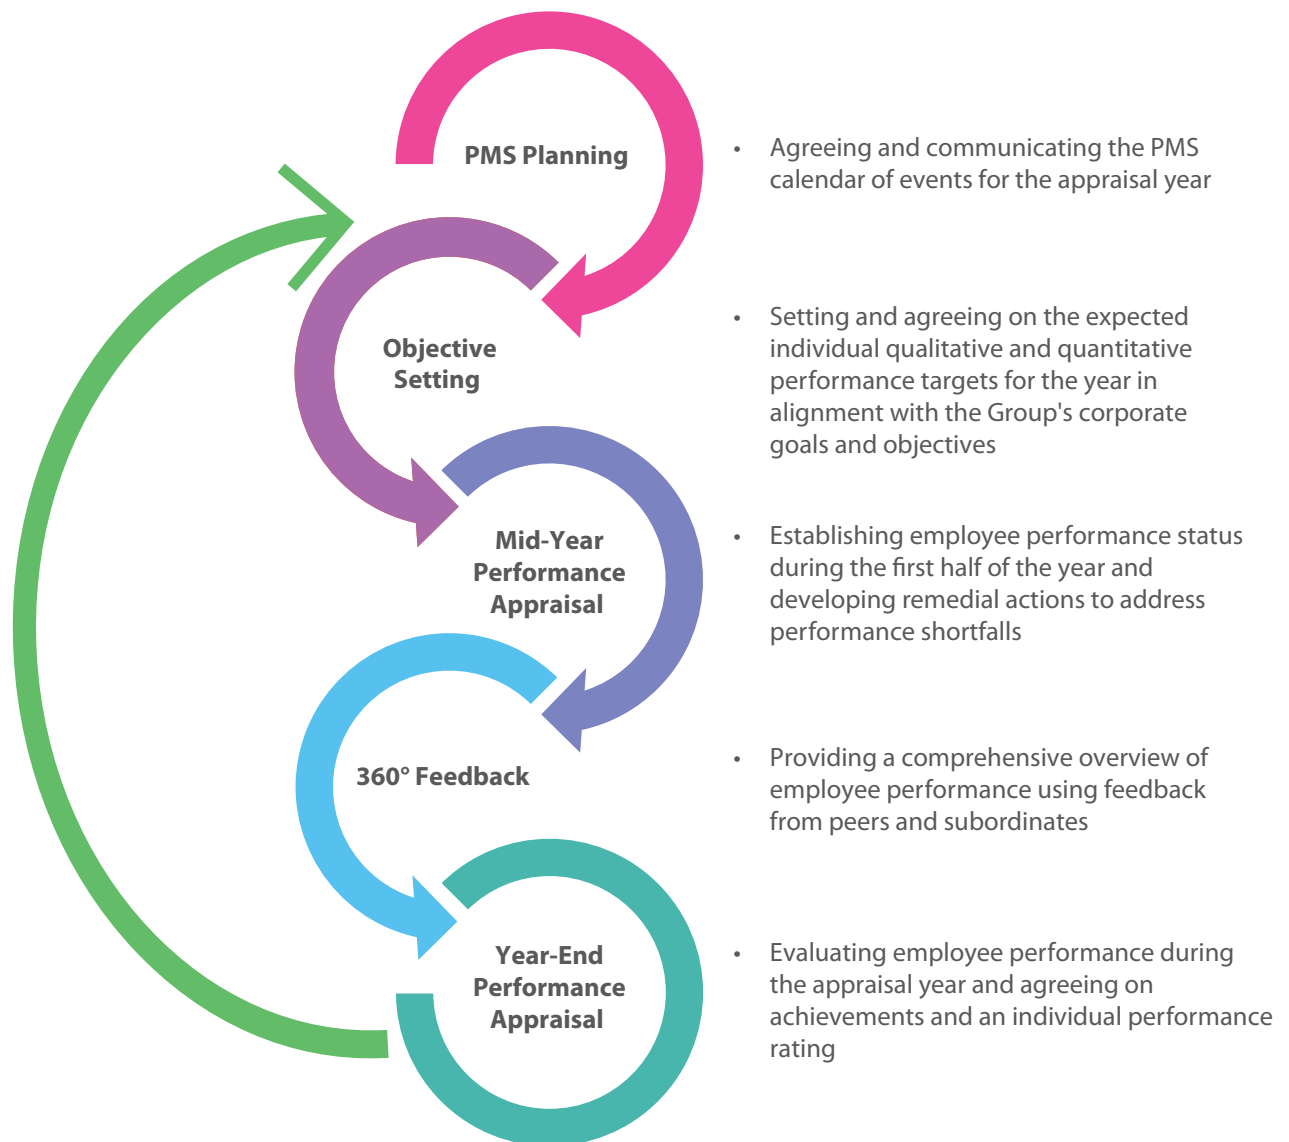 PMS Planning
• Agreeing and communicating the PMS
calendar of events for the appraisal year
Objective
Setting
• Setting and agreeing on the expected
individual qualitative and quantitative
performance targets for the year in
alignment with the Group's corporate
goals and objectives
Mid-Year
Performance
Appraisal
• Establishing employee performance status
during the first half of the year and
developing remedial actions to address
performance shortfalls
360° Feedback
• Providing a comprehensive overview of
employee performance using feedback
from peers and subordinates
Year-End
Performance
Appraisal
• Evaluating employee performance during
the appraisal year and agreeing on
achievements and an individual performance
rating